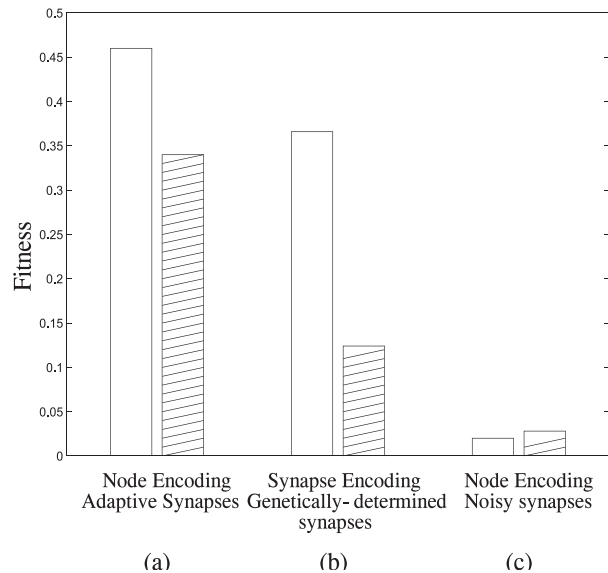 0.5
0.45
0.4
0.35
0.3
0.25
0.2
0.15
0.1
0.05
0
Fitness
Node Encoding
Adaptive Synapses
Synapse Encoding
Genetically- determined
synapses
Node Encoding
Noisy synapses
(a)
(b)
(c)